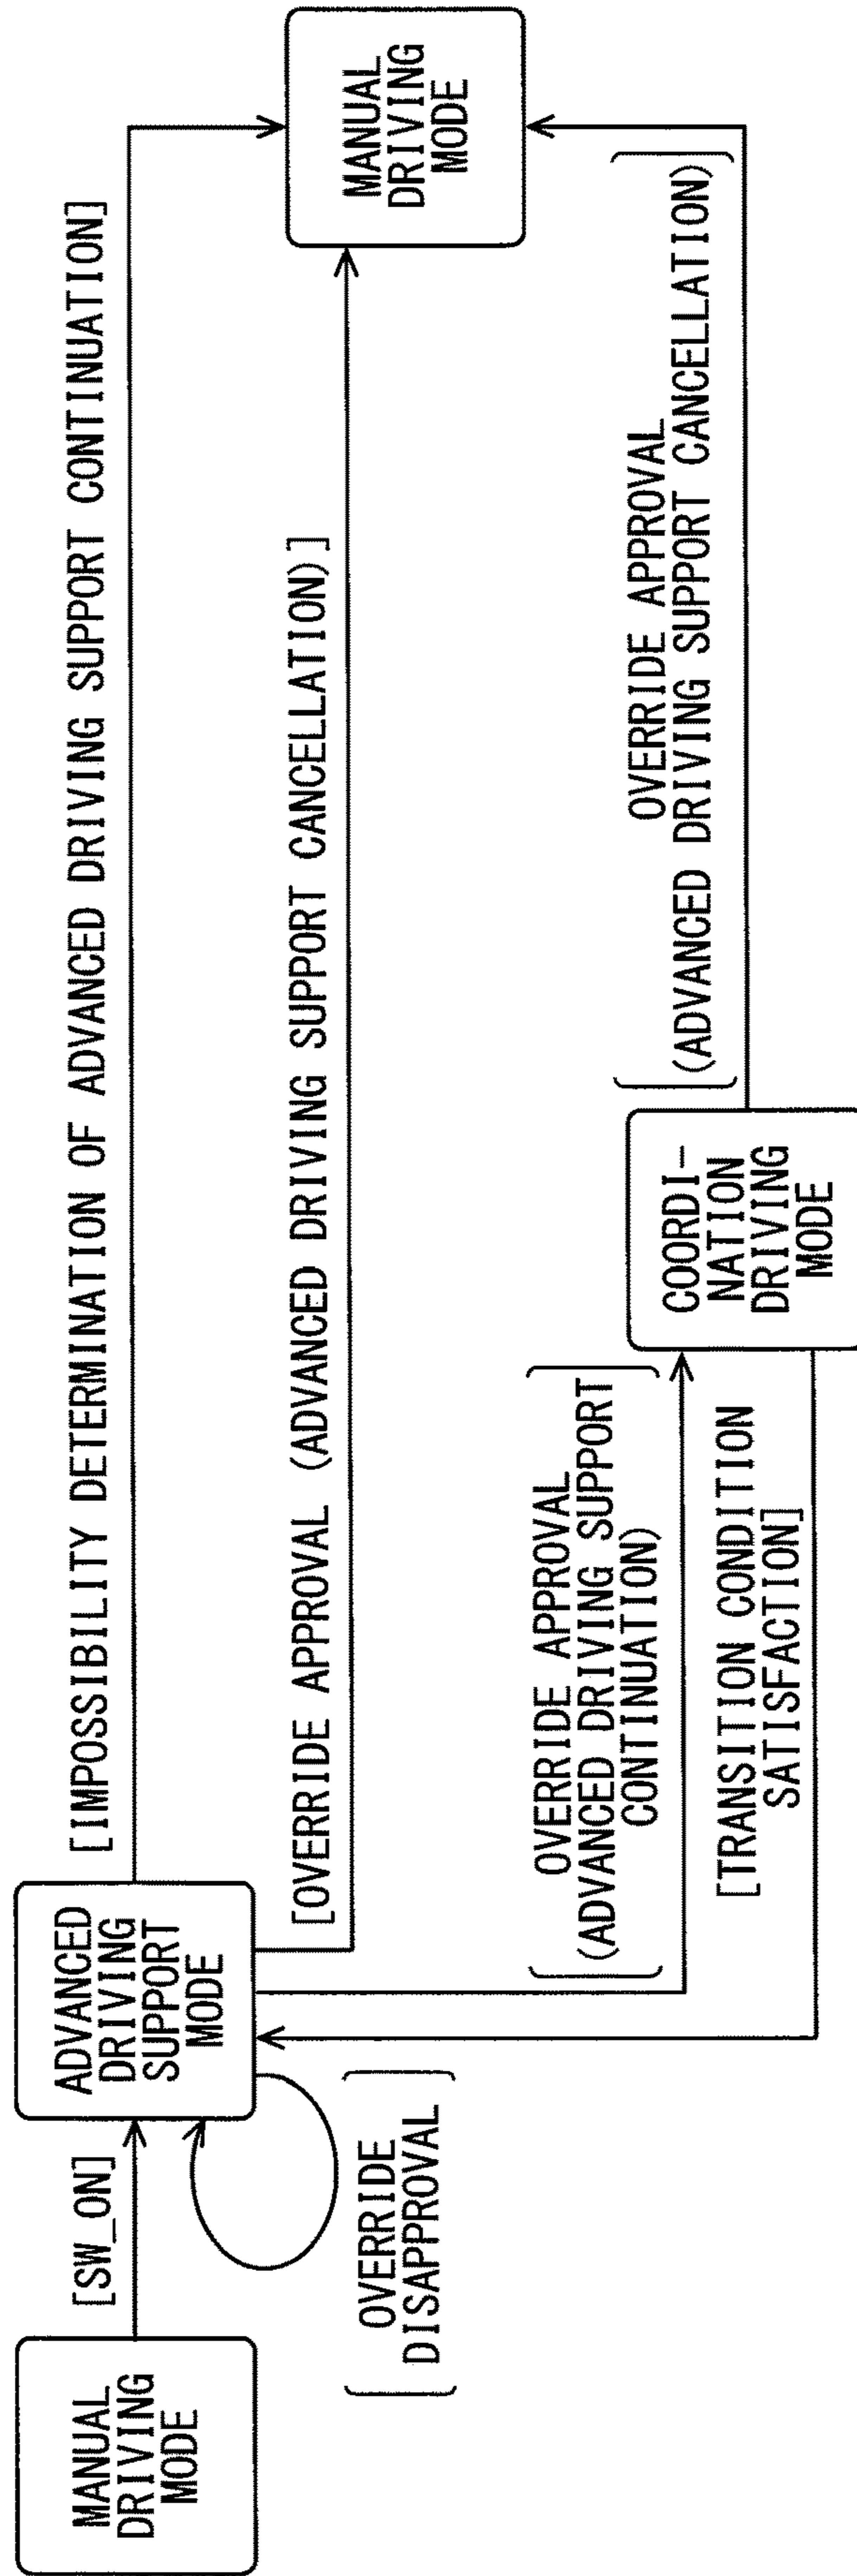 MANUAL
DRIVING
MODE
[SW_ON]
ADVANCED
DRIVING
SUPPORT
MODE
OVERRIDE
DISAPPROVAL
[IMPOSSIBILITY DETERMINATION OF ADVANCED DRIVING SUPPORT CONTINUATION]
[OVERRIDE APPROVAL (ADVANCED DRIVING SUPPORT CANCELLATION)]
OVERRIDE APPROVAL
(ADVANCED DRIVING SUPPORT
CONTINUATION)
[TRANSITION CONDITION
SATISFACTION]
COORDI-
NATION
DRIVING
MODE
OVERRIDE APPROVAL
(ADVANCED DRIVING SUPPORT CANCELLATION)
MANUAL
DRIVING
MODE